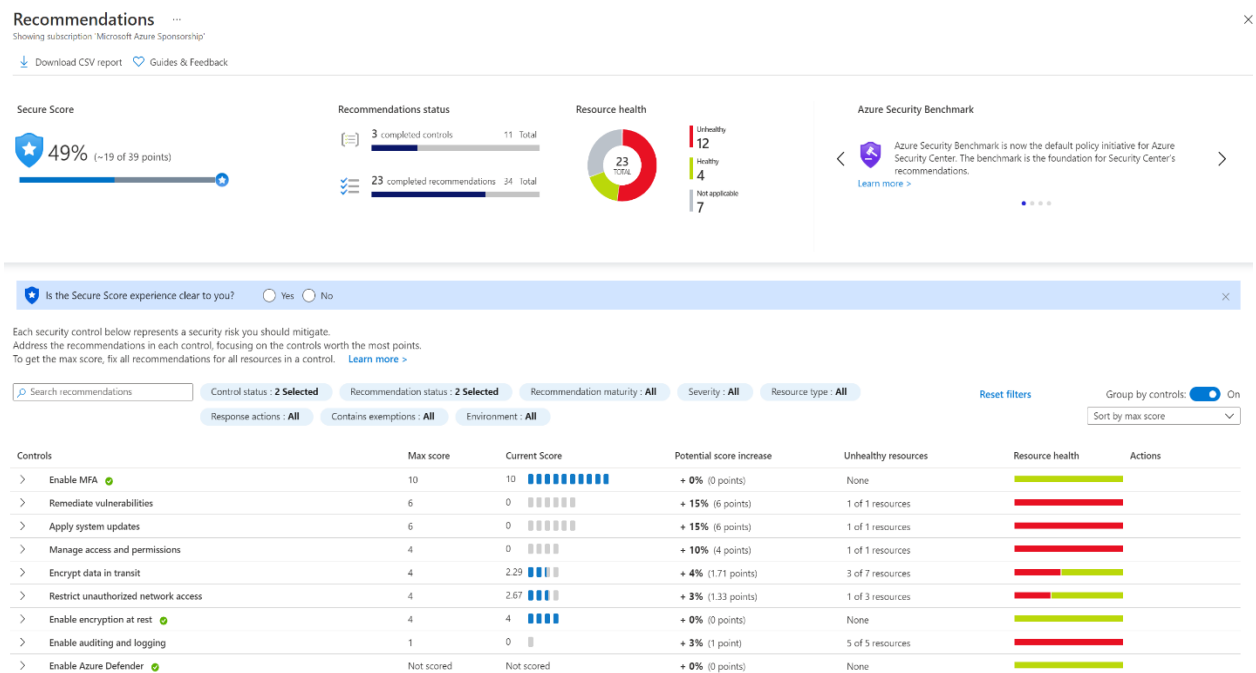 Recommendations ...
Showing subscription 'Microsoft Azure Sponsorship'
Download CSV report Guides & Feedback
Secure Score
49% (~19 of 39 points)
Recommendations status
3 completed controls 11 Total
23 completed recommendations 34 Total
Resource health
23
TOTAL
Unhealthy
12
Healthy
4
Not applicable
7
Azure Security Benchmark
Azure Security Benchmark is now the default policy initiative for Azure
Security Center. The benchmark is the foundation for Security Center's
recommendations.
Learn more >
Is the Secure Score experience clear to you? Yes No
Each security control below represents a security risk you should mitigate.
Address the recommendations in each control, focusing on the controls worth the most points.
To get the max score, fix all recommendations for all resources in a control. Learn more >
Search recommendations Control status : 2 Selected Recommendation status : 2 Selected Recommendation maturity : All Severity : All Resource type : All Reset filters Group by controls: On
Response actions : All Contains exemptions : All Environment : All Sort by max score
Controls Max score Current Score Potential score increase Unhealthy resources Resource health Actions
Enable MFA 10 10 + 0% (0 points) None
Remediate vulnerabilities 6 0 + 15% (6 points) 1 of 1 resources
Apply system updates 6 0 + 15% (6 points) 1 of 1 resources
Manage access and permissions 4 0 + 10% (4 points) 1 of 1 resources
Encrypt data in transit 4 2.29 + 4% (1.71 points) 3 of 7 resources
Restrict unauthorized network access 4 2.67 + 3% (1.33 points) 1 of 3 resources
Enable encryption at rest 4 4 + 0% (0 points) None
Enable auditing and logging 1 0 + 3% (1 point) 5 of 5 resources
Enable Azure Defender Not scored Not scored + 0% (0 points) None